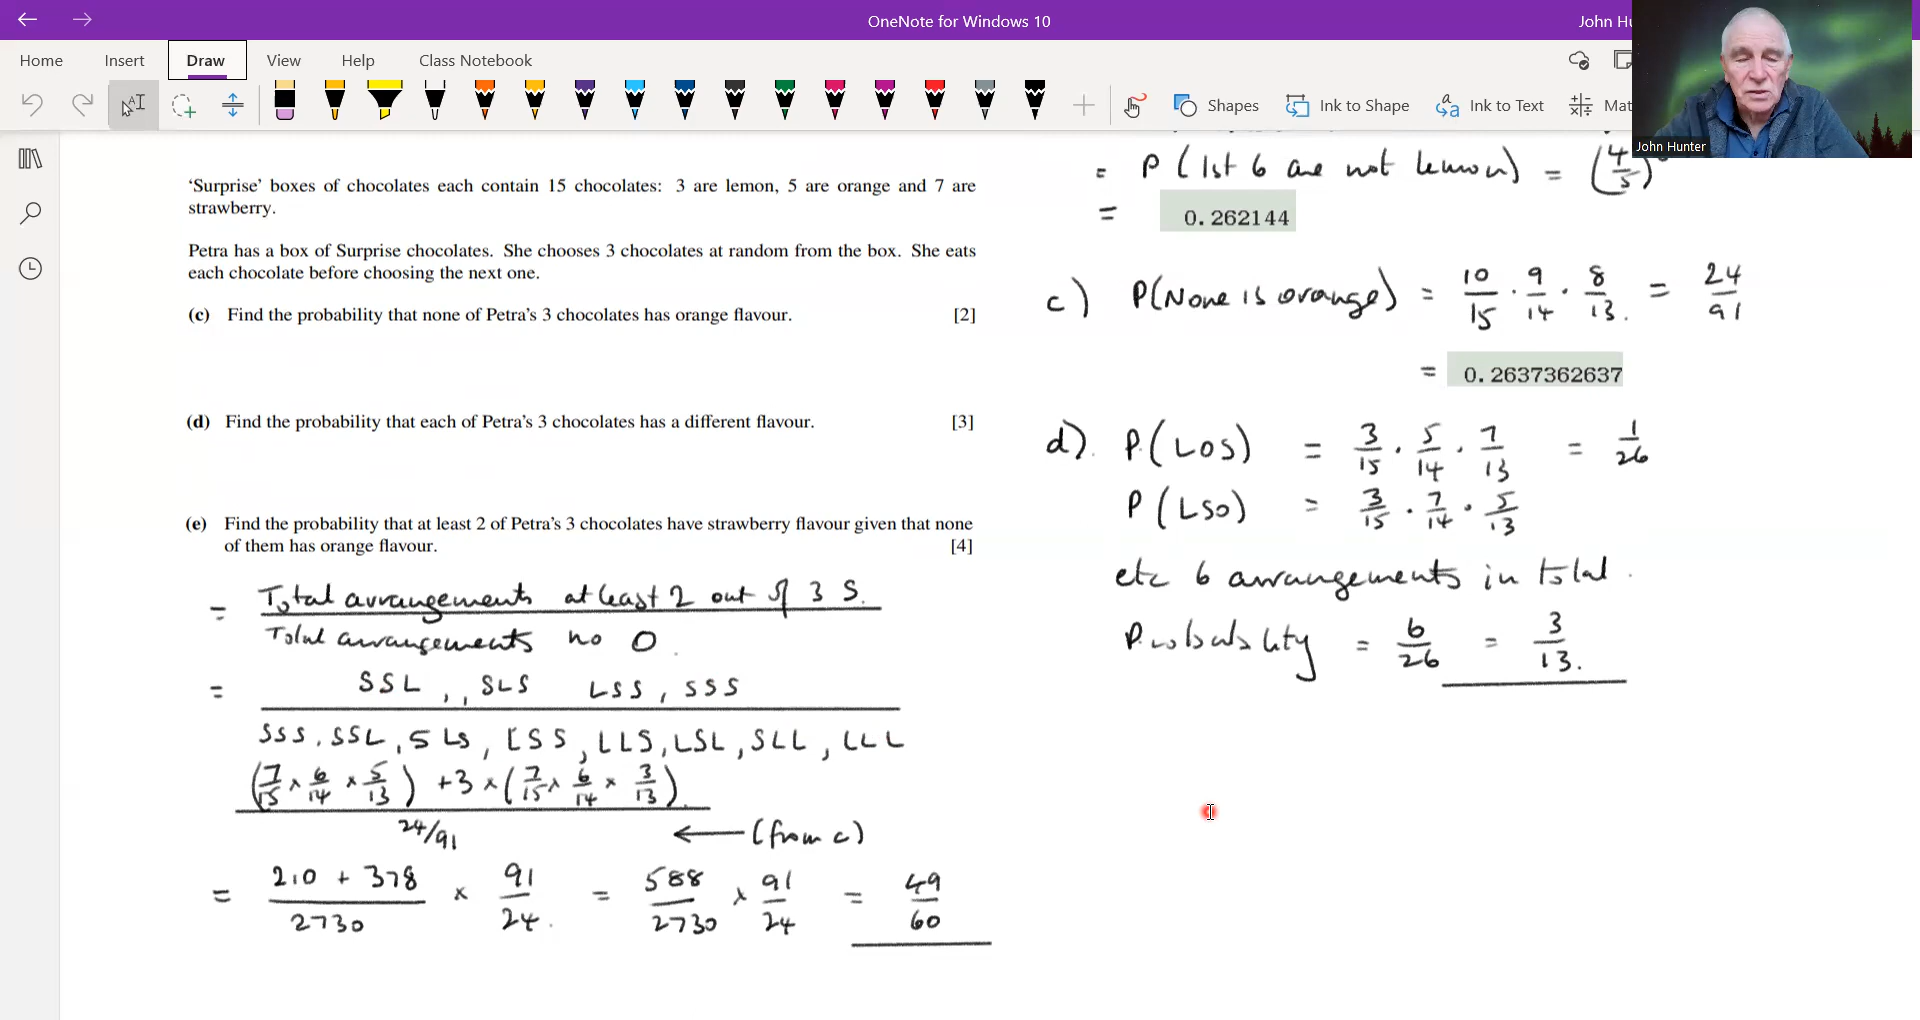 OneNote for Windows 10
John Hu
Home Insert Draw View Help Class Notebook
Shapes Ink to Shape Ink to Text Mat
John Hunter
'Surprise' boxes of chocolates each contain 15 chocolates: 3 are lemon, 5 are orange and 7 are
strawberry.
Petra has a box of Surprise chocolates. She chooses 3 chocolates at random from the box. She eats
each chocolate before choosing the next one.
(c) Find the probability that none of Petra's 3 chocolates has orange flavour. [2]
(d) Find the probability that each of Petra's 3 chocolates has a different flavour. [3]
(e) Find the probability that at least 2 of Petra's 3 chocolates have strawberry flavour given that none
of them has orange flavour. [4]
= Total arrangements at least 2 out of 3 S.
Total arrangements no O.
= SSL, SLS LSS, SSS
SSS, SSL, SLS, LSS, LLS, LSL, SLL, LLL
(7/15 × 6/14 × 5/13) + 3 × (7/15 × 6/14 × 3/13)
24/91 ← (from c)
= 210 + 378 / 2730 × 91/24 = 588/2730 × 91/24 = 49/60
= P (1st 6 are not lemon) = (4/5)
= 0.262144
c) P(None is orange) = 10/15 · 9/14 · 8/13 = 24/91
= 0.2637362637
d). P(LOS) = 3/15 · 5/14 · 7/13 = 1/26
P(LSO) = 3/15 · 7/14 · 5/13
etc 6 arrangements in total.
Probability = 6/26 = 3/13.